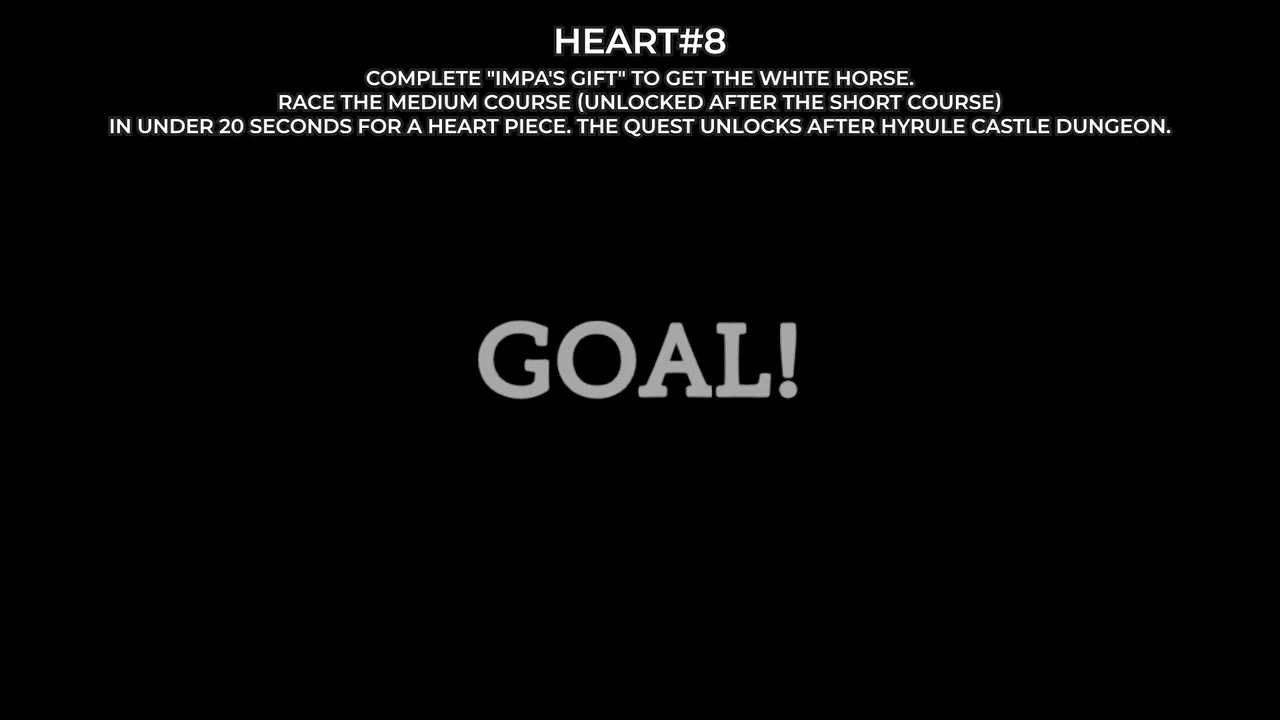 HEART#8
COMPLETE "IMPA'S GIFT" TO GET THE WHITE HORSE.
RACE THE MEDIUM COURSE (UNLOCKED AFTER THE SHORT COURSE)
IN UNDER 20 SECONDS FOR A HEART PIECE. THE QUEST UNLOCKS AFTER HYRULE CASTLE DUNGEON.
GOAL!